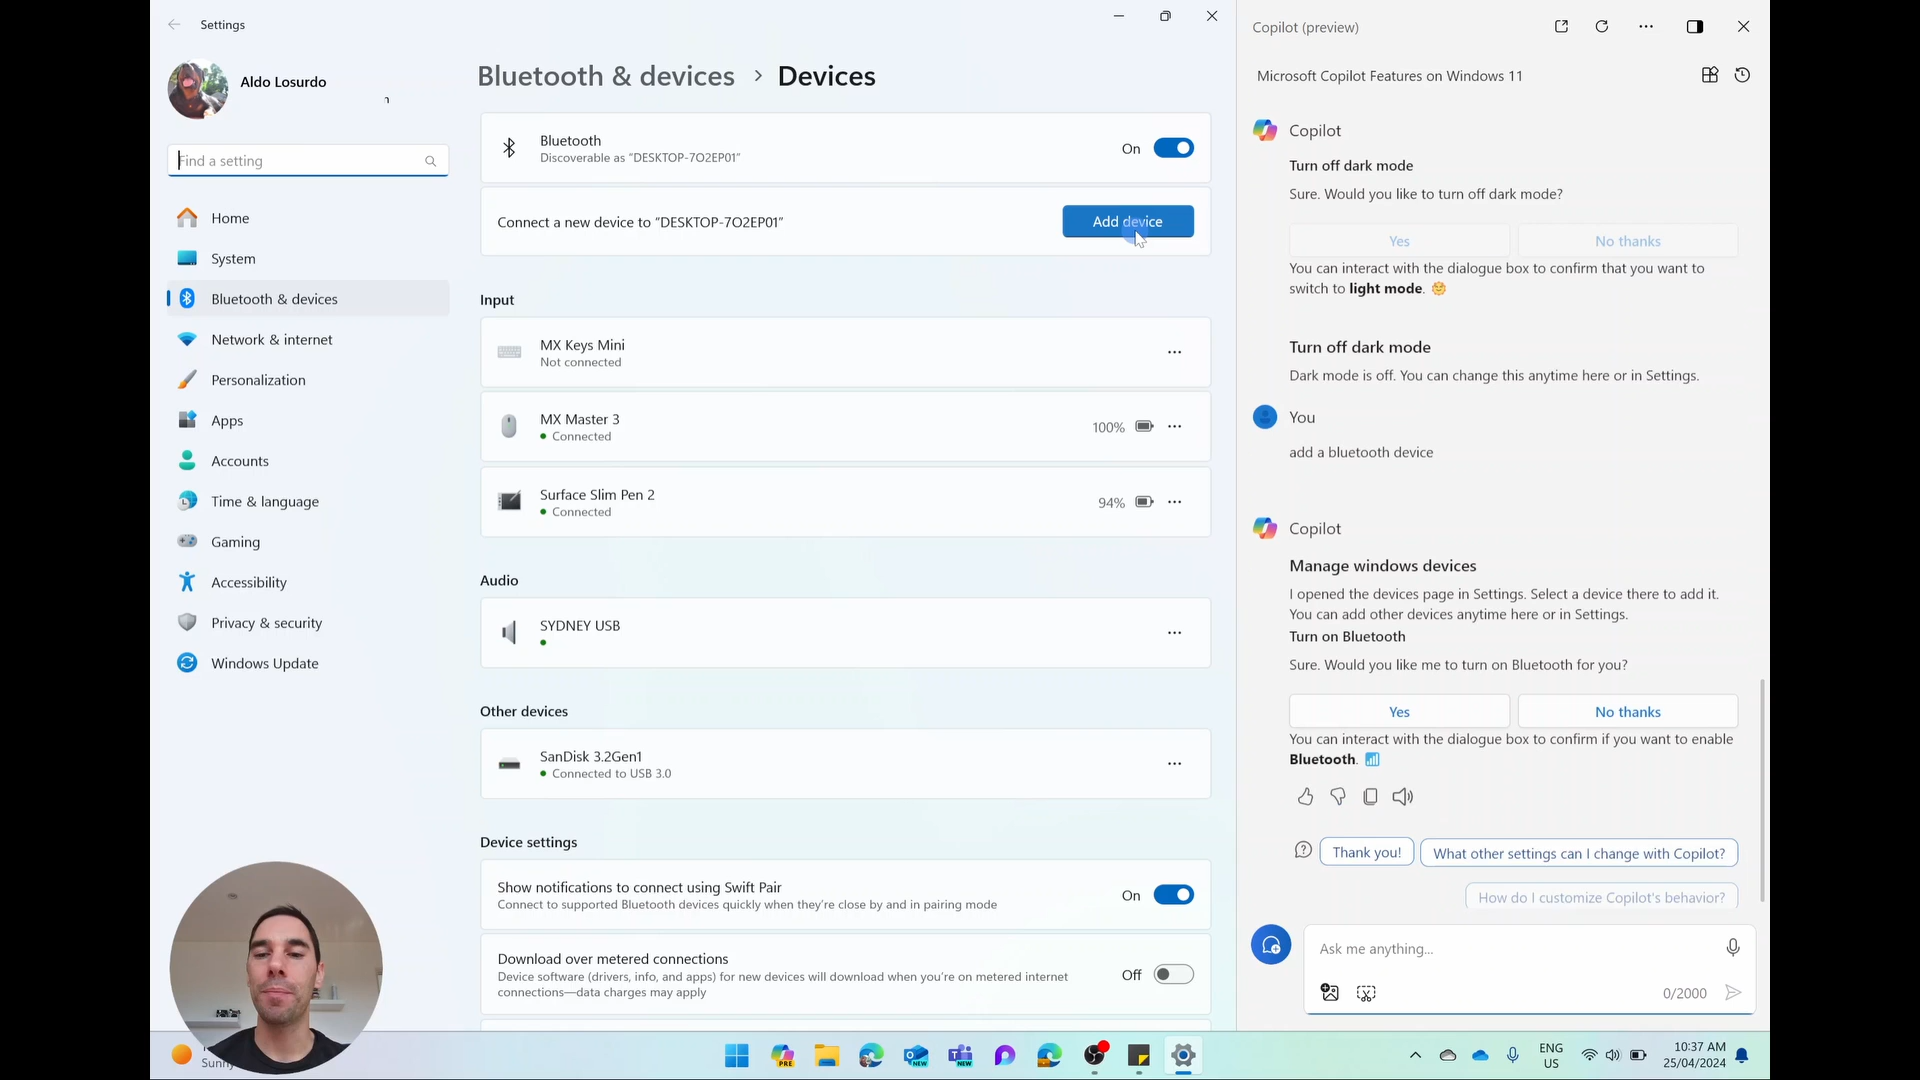 Settings
Aldo Losurdo
Find a setting
Home
System
Bluetooth & devices
Network & internet
Personalization
Apps
Accounts
Time & language
Gaming
Accessibility
Privacy & security
Windows Update
Bluetooth & devices > Devices
Bluetooth
Discoverable as "DESKTOP-7O2EP01"
On
Connect a new device to "DESKTOP-7O2EP01"
Add device
Input
MX Keys Mini
Not connected
MX Master 3
Connected
100%
Surface Slim Pen 2
Connected
94%
Audio
SYDNEY USB
Other devices
SanDisk 3.2Gen1
Connected to USB 3.0
Device settings
Show notifications to connect using Swift Pair
Connect to supported Bluetooth devices quickly when they're close by and in pairing mode
On
Download over metered connections
Device software (drivers, info, and apps) for new devices will download when you're on metered internet
connections—data charges may apply
Off
Copilot (preview)
Microsoft Copilot Features on Windows 11
Copilot
Turn off dark mode
Sure. Would you like to turn off dark mode?
Yes
No thanks
You can interact with the dialogue box to confirm that you want to
switch to light mode. 🌞
Turn off dark mode
Dark mode is off. You can change this anytime here or in Settings.
You
add a bluetooth device
Copilot
Manage windows devices
I opened the devices page in Settings. Select a device there to add it.
You can add other devices anytime here or in Settings.
Turn on Bluetooth
Sure. Would you like me to turn on Bluetooth for you?
Yes
No thanks
You can interact with the dialogue box to confirm if you want to enable
Bluetooth. 📶
Thank you!
What other settings can I change with Copilot?
How do I customize Copilot's behavior?
Ask me anything...
0/2000
PRE
NEW
NEW
ENG
US
10:37 AM
25/04/2024